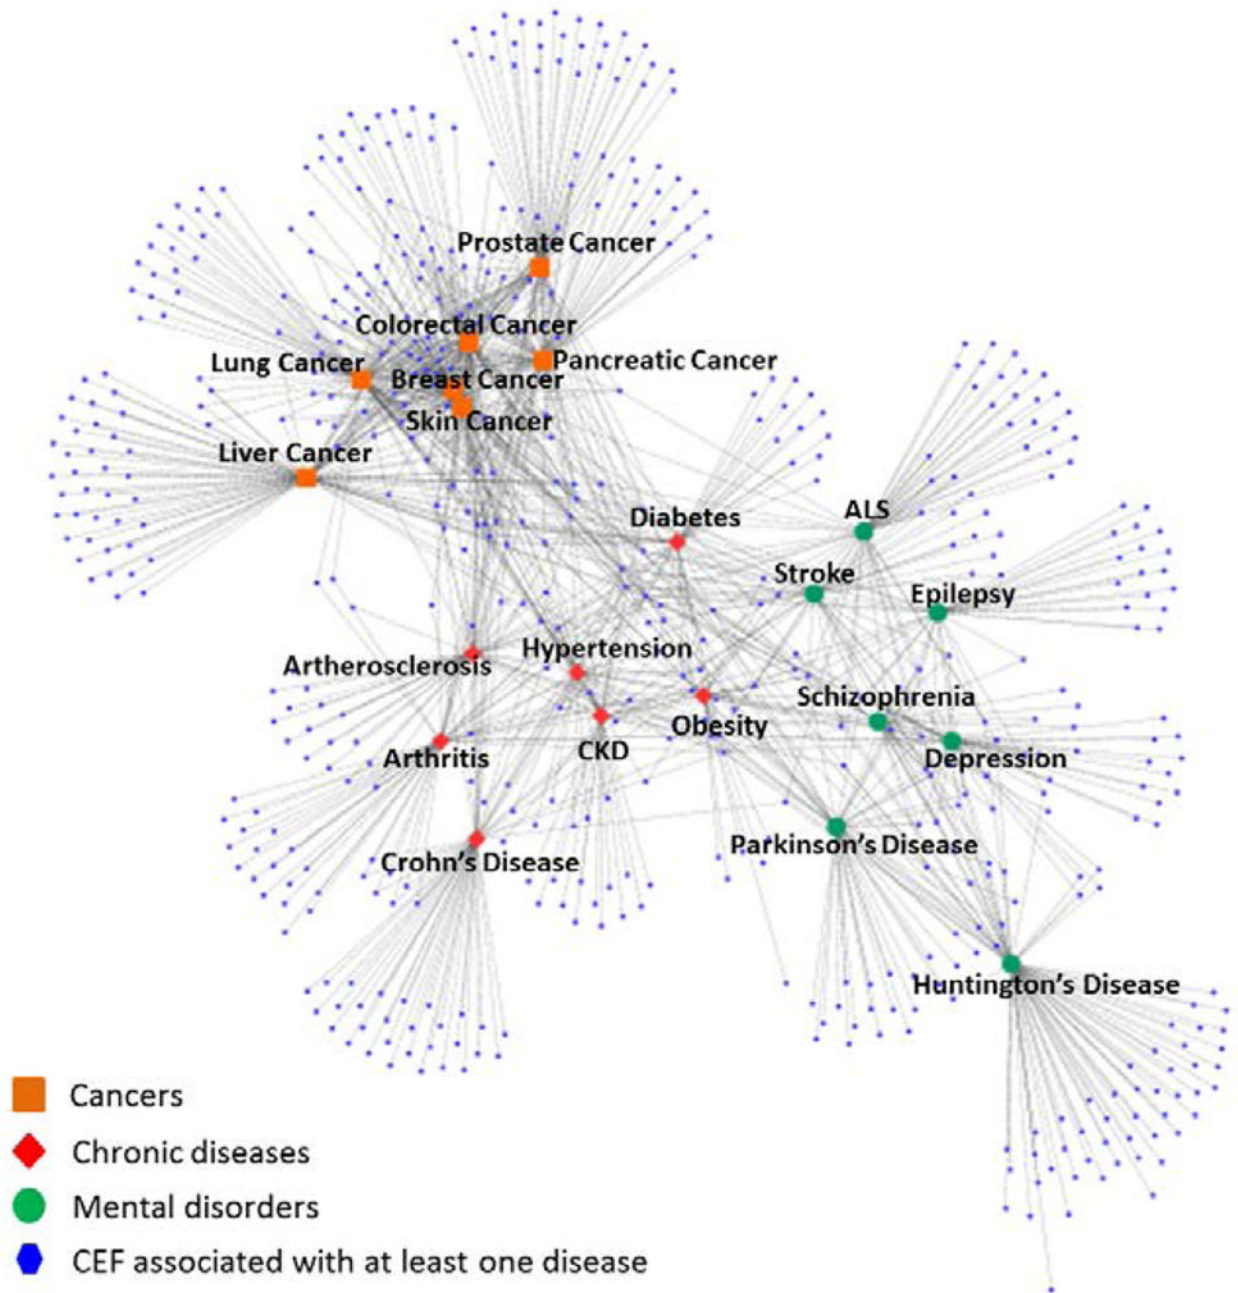 Prostate Cancer
Colorectal Cancer
Lung Cancer
Pancreatic Cancer
Breast Cancer
Skin Cancer
Liver Cancer
Diabetes
ALS
Stroke
Epilepsy
Artherosclerosis
Hypertension
Schizophrenia
Obesity
Arthritis
CKD
Depression
Parkinson's Disease
Crohn's Disease
Huntington's Disease
Cancers
Chronic diseases
Mental disorders
CEF associated with at least one disease